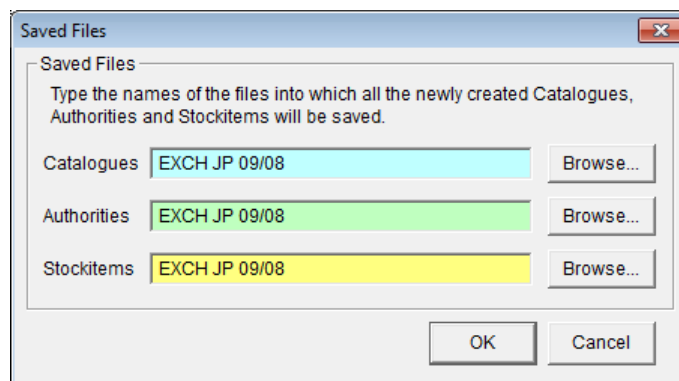 Saved Files
Saved Files
Type the names of the files into which all the newly created Catalogues,
Authorities and Stockitems will be saved.
Catalogues EXCH JP 09/08 Browse...
Authorities EXCH JP 09/08 Browse...
Stockitems EXCH JP 09/08 Browse...
OK Cancel